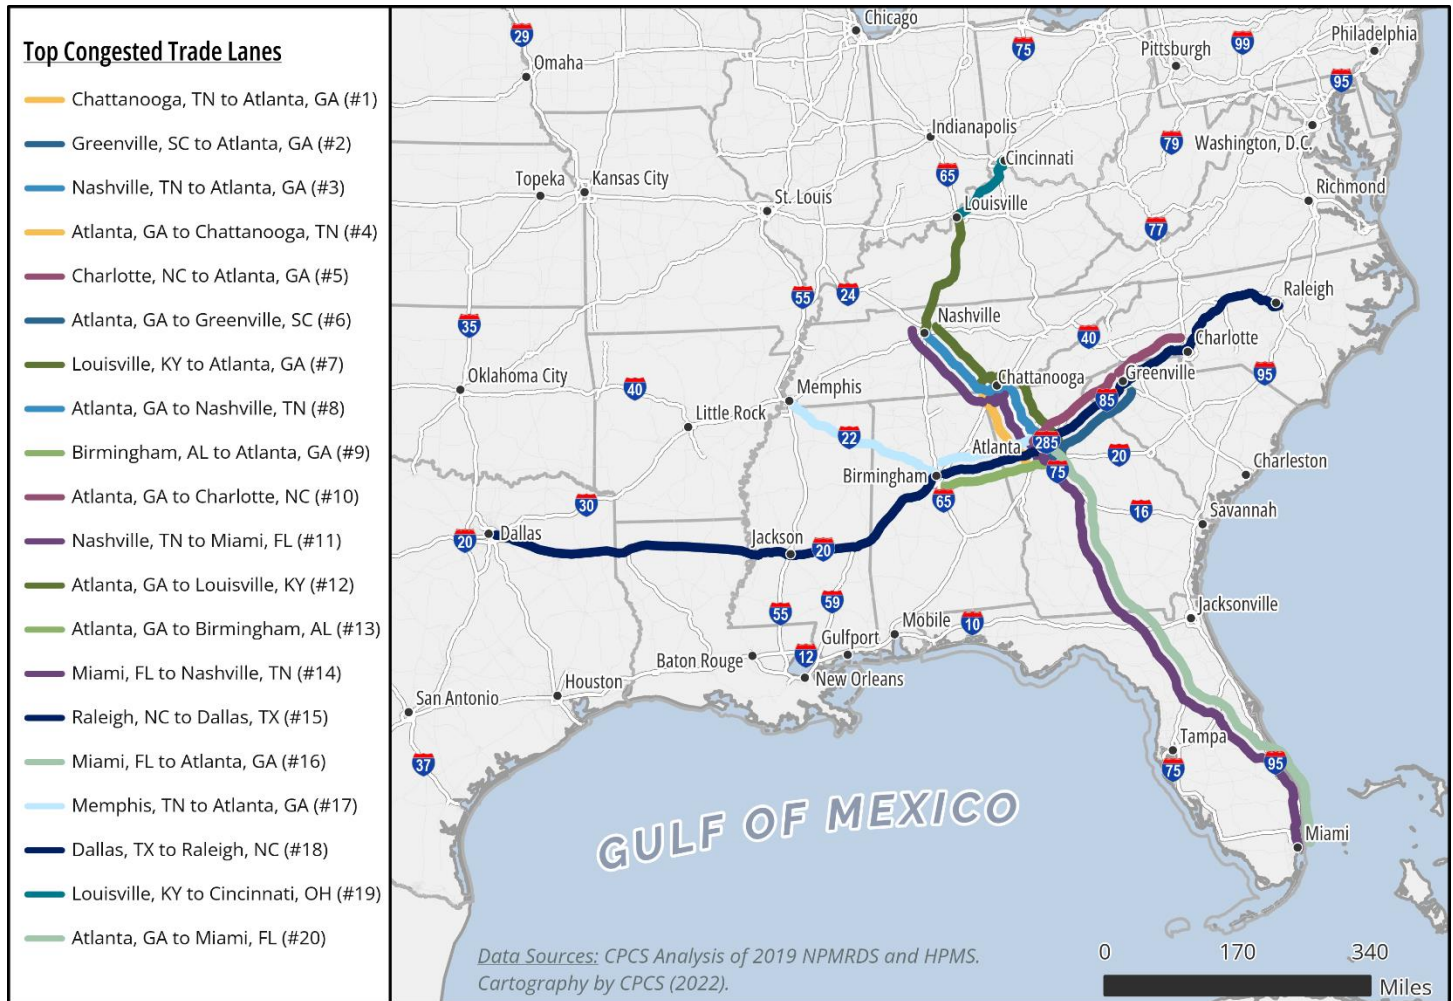 Top Congested Trade Lanes
Chattanooga, TN to Atlanta, GA (#1)
Greenville, SC to Atlanta, GA (#2)
Nashville, TN to Atlanta, GA (#3)
Atlanta, GA to Chattanooga, TN (#4)
Charlotte, NC to Atlanta, GA (#5)
Atlanta, GA to Greenville, SC (#6)
Louisville, KY to Atlanta, GA (#7)
Atlanta, GA to Nashville, TN (#8)
Birmingham, AL to Atlanta, GA (#9)
Atlanta, GA to Charlotte, NC (#10)
Nashville, TN to Miami, FL (#11)
Atlanta, GA to Louisville, KY (#12)
Atlanta, GA to Birmingham, AL (#13)
Miami, FL to Nashville, TN (#14)
Raleigh, NC to Dallas, TX (#15)
Miami, FL to Atlanta, GA (#16)
Memphis, TN to Atlanta, GA (#17)
Dallas, TX to Raleigh, NC (#18)
Louisville, KY to Cincinnati, OH (#19)
Atlanta, GA to Miami, FL (#20)
Chicago
29
75
99
Philadelphia
Pittsburgh
Omaha
95
Indianapolis
79
Washington, D.C.
Cincinnati
65
Topeka
Kansas City
Richmond
St. Louis
Louisville
77
55
24
Raleigh
35
Nashville
40
Charlotte
Oklahoma City
40
Memphis
Chattanooga
Greenville
95
85
Little Rock
22
Atlanta
285
20
Birmingham
75
Charleston
65
30
16
Savannah
Dallas
20
Jackson
20
59
55
Jacksonville
Mobile
10
Gulfport
Baton Rouge
12
New Orleans
San Antonio
Houston
Tampa
37
75
95
GULF OF MEXICO
Miami
Data Sources: CPCS Analysis of 2019 NPMRDS and HPMS.
Cartography by CPCS (2022).
0 170 340
Miles